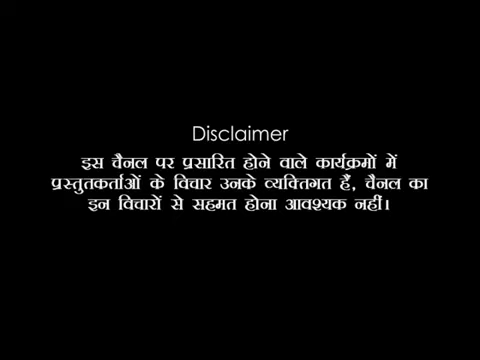 Disclaimer
इस चैनल पर प्रसारित होने वाले कार्यक्रमों में
प्रस्तुतकर्ताओं के विचार उनके व्यक्तिगत हैं, चैनल का
इन विचारों से सहमत होना आवश्यक नहीं।